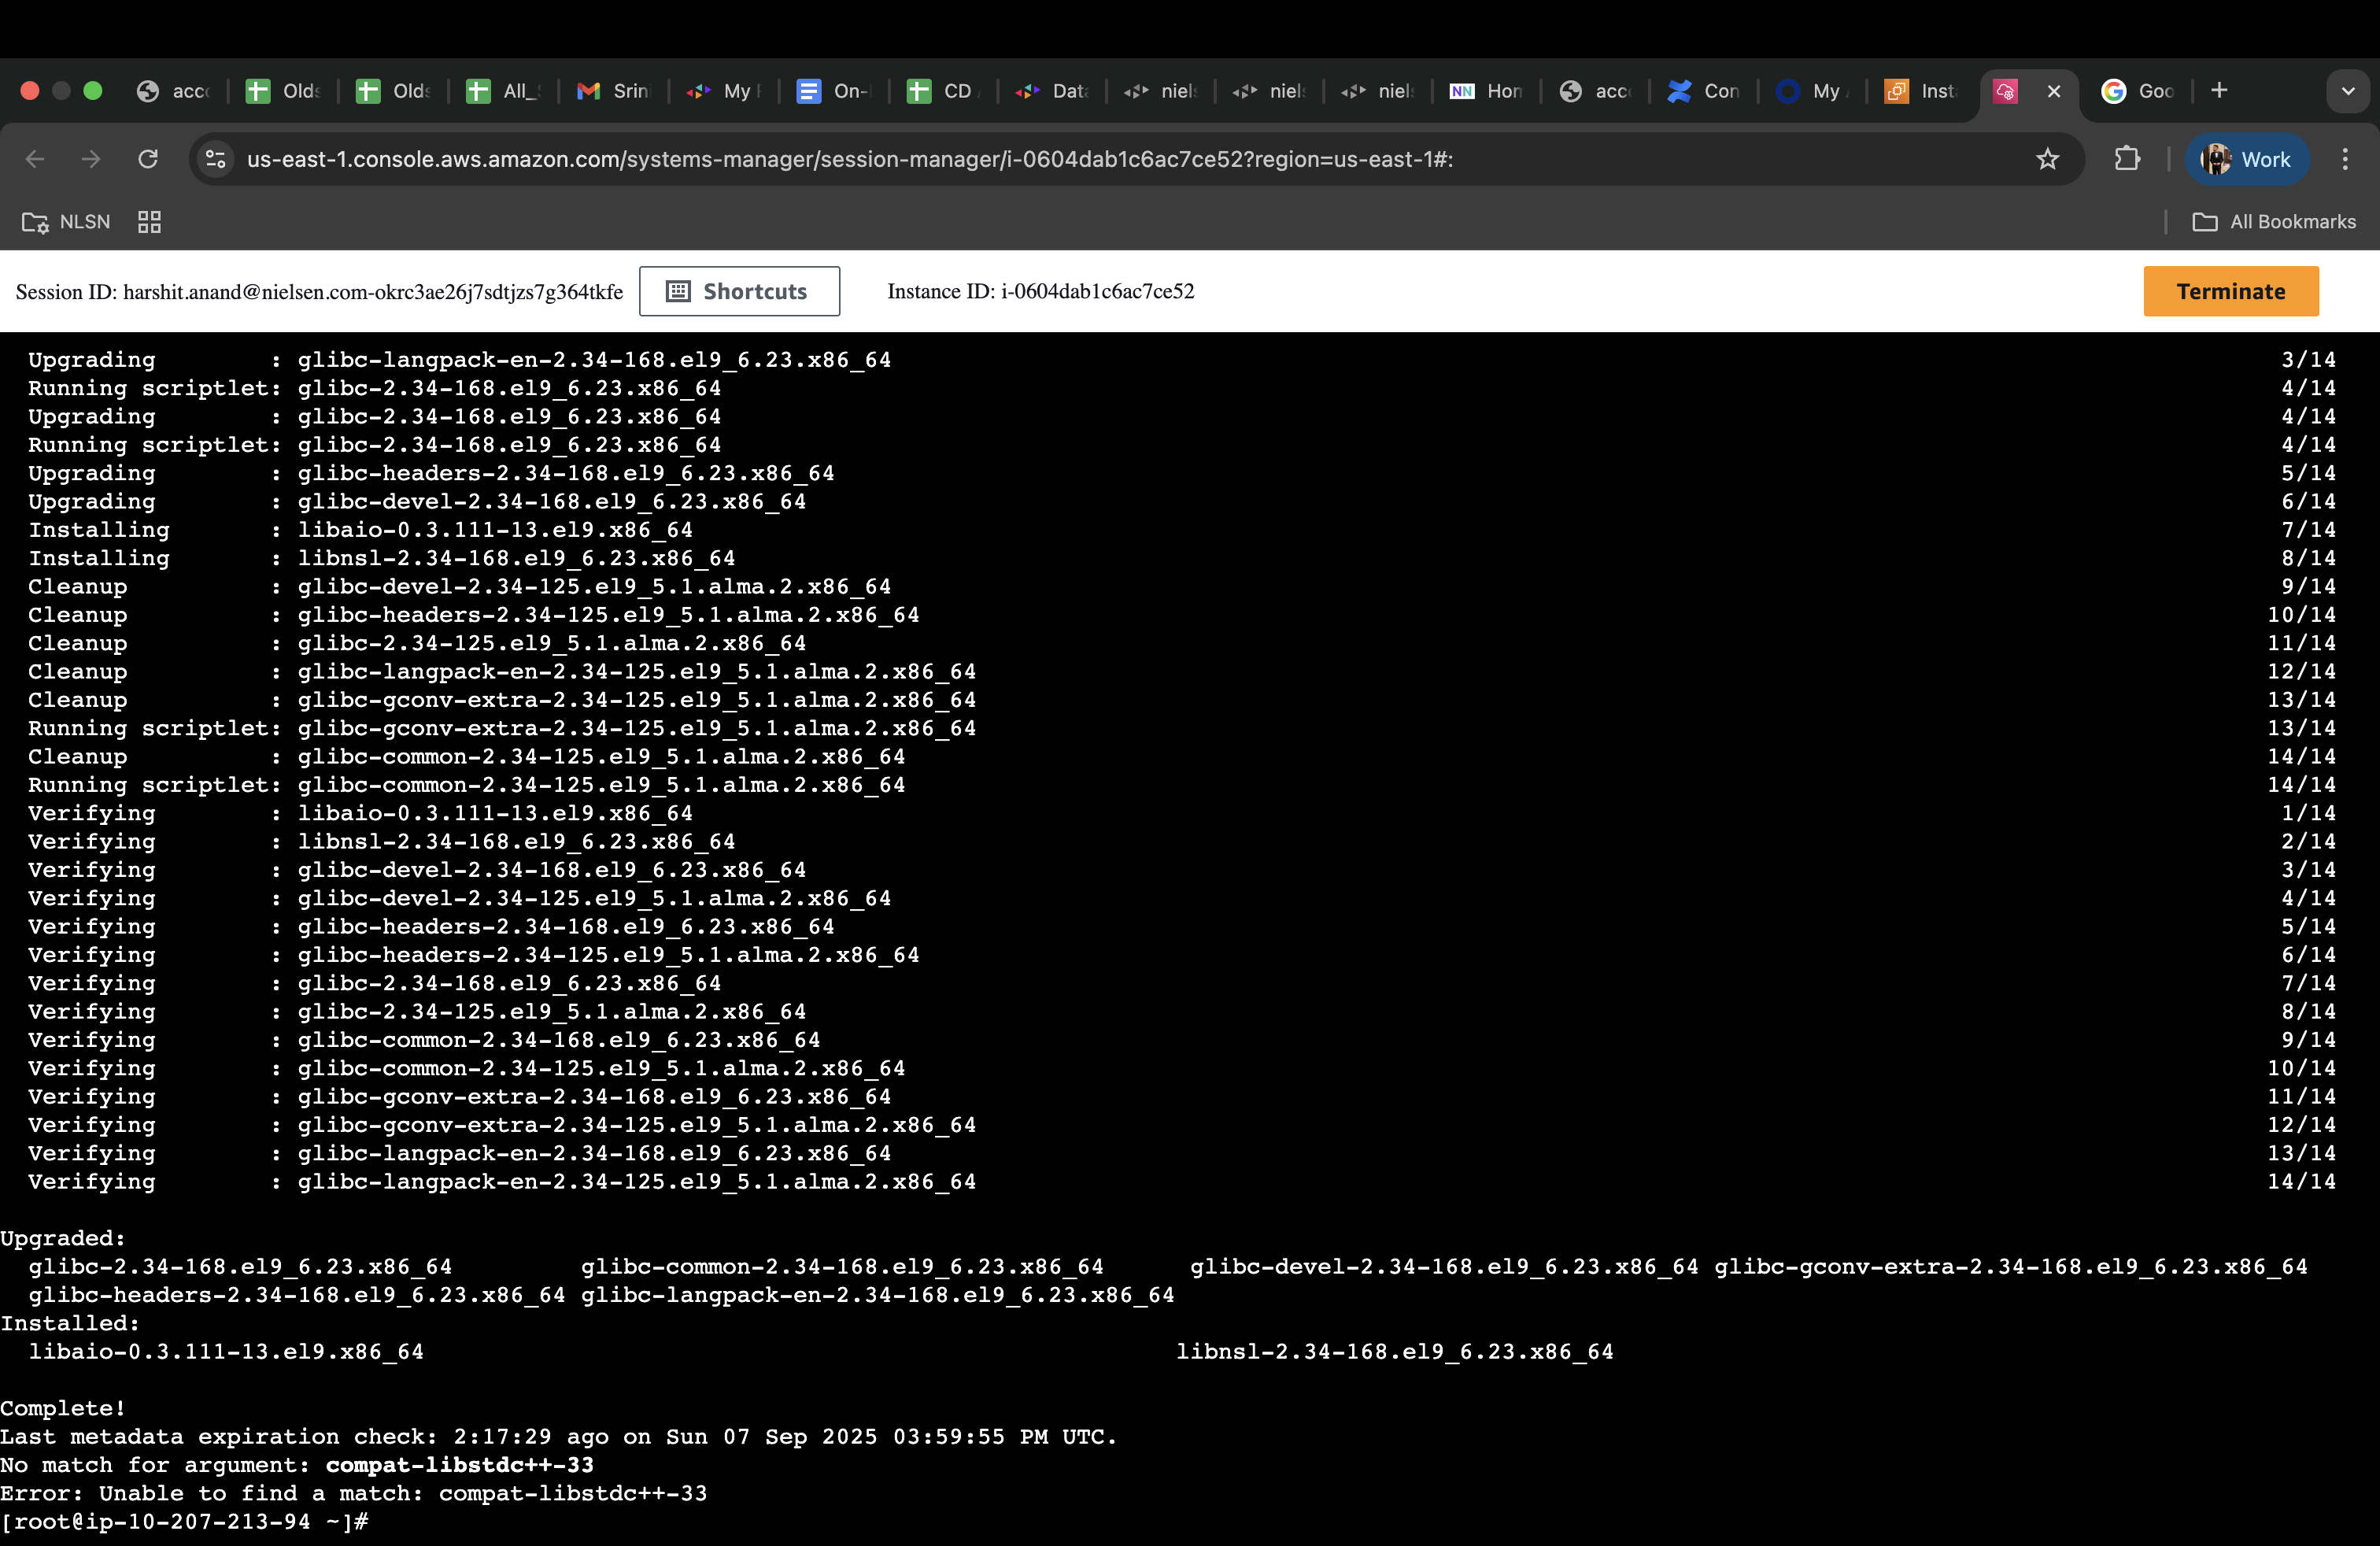 acc
Olds
Olds
All_
Srin
My
On-
CD
Data
niel
niel
niel
NN Hom
acc
Con
My
Inst
Goo
us-east-1.console.aws.amazon.com/systems-manager/session-manager/i-0604dab1c6ac7ce52?region=us-east-1#:
Work
NLSN
All Bookmarks
Session ID: harshit.anand@nielsen.com-okrc3ae26j7sdtjzs7g364tkfe Shortcuts Instance ID: i-0604dab1c6ac7ce52 Terminate
Upgrading : glibc-langpack-en-2.34-168.el9_6.23.x86_64 3/14
Running scriptlet: glibc-2.34-168.el9_6.23.x86_64 4/14
Upgrading : glibc-2.34-168.el9_6.23.x86_64 4/14
Running scriptlet: glibc-2.34-168.el9_6.23.x86_64 4/14
Upgrading : glibc-headers-2.34-168.el9_6.23.x86_64 5/14
Upgrading : glibc-devel-2.34-168.el9_6.23.x86_64 6/14
Installing : libaio-0.3.111-13.el9.x86_64 7/14
Installing : libnsl-2.34-168.el9_6.23.x86_64 8/14
Cleanup : glibc-devel-2.34-125.el9_5.1.alma.2.x86_64 9/14
Cleanup : glibc-headers-2.34-125.el9_5.1.alma.2.x86_64 10/14
Cleanup : glibc-2.34-125.el9_5.1.alma.2.x86_64 11/14
Cleanup : glibc-langpack-en-2.34-125.el9_5.1.alma.2.x86_64 12/14
Cleanup : glibc-gconv-extra-2.34-125.el9_5.1.alma.2.x86_64 13/14
Running scriptlet: glibc-gconv-extra-2.34-125.el9_5.1.alma.2.x86_64 13/14
Cleanup : glibc-common-2.34-125.el9_5.1.alma.2.x86_64 14/14
Running scriptlet: glibc-common-2.34-125.el9_5.1.alma.2.x86_64 14/14
Verifying : libaio-0.3.111-13.el9.x86_64 1/14
Verifying : libnsl-2.34-168.el9_6.23.x86_64 2/14
Verifying : glibc-devel-2.34-168.el9_6.23.x86_64 3/14
Verifying : glibc-devel-2.34-125.el9_5.1.alma.2.x86_64 4/14
Verifying : glibc-headers-2.34-168.el9_6.23.x86_64 5/14
Verifying : glibc-headers-2.34-125.el9_5.1.alma.2.x86_64 6/14
Verifying : glibc-2.34-168.el9_6.23.x86_64 7/14
Verifying : glibc-2.34-125.el9_5.1.alma.2.x86_64 8/14
Verifying : glibc-common-2.34-168.el9_6.23.x86_64 9/14
Verifying : glibc-common-2.34-125.el9_5.1.alma.2.x86_64 10/14
Verifying : glibc-gconv-extra-2.34-168.el9_6.23.x86_64 11/14
Verifying : glibc-gconv-extra-2.34-125.el9_5.1.alma.2.x86_64 12/14
Verifying : glibc-langpack-en-2.34-168.el9_6.23.x86_64 13/14
Verifying : glibc-langpack-en-2.34-125.el9_5.1.alma.2.x86_64 14/14
Upgraded:
glibc-2.34-168.el9_6.23.x86_64 glibc-common-2.34-168.el9_6.23.x86_64 glibc-devel-2.34-168.el9_6.23.x86_64 glibc-gconv-extra-2.34-168.el9_6.23.x86_64
glibc-headers-2.34-168.el9_6.23.x86_64 glibc-langpack-en-2.34-168.el9_6.23.x86_64
Installed:
libaio-0.3.111-13.el9.x86_64 libnsl-2.34-168.el9_6.23.x86_64
Complete!
Last metadata expiration check: 2:17:29 ago on Sun 07 Sep 2025 03:59:55 PM UTC.
No match for argument: compat-libstdc++-33
Error: Unable to find a match: compat-libstdc++-33
[root@ip-10-207-213-94 ~]#